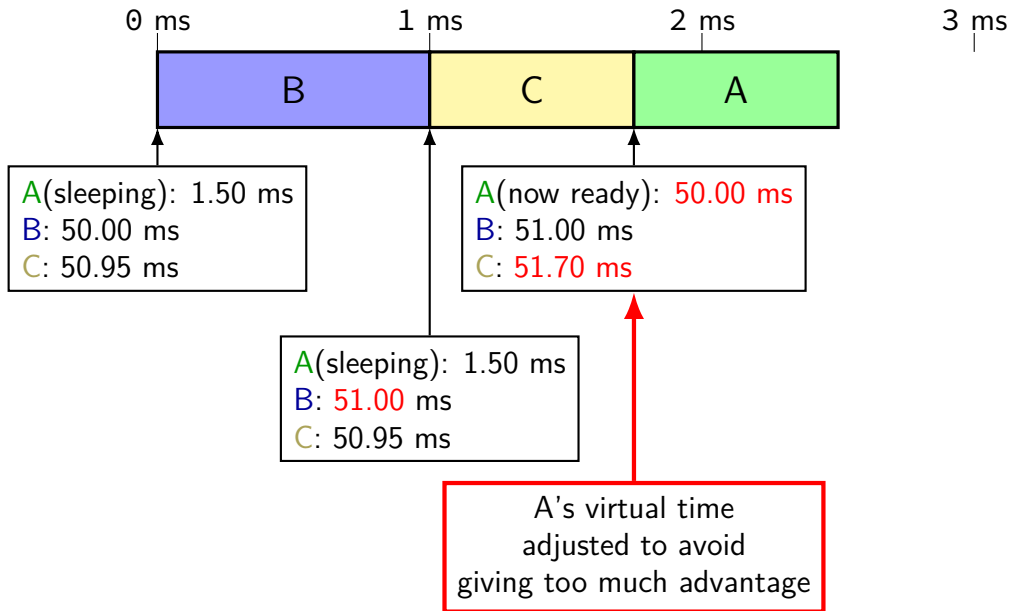 0 ms 1 ms 2 ms 3 ms
B C A
A(sleeping): 1.50 ms
B: 50.00 ms
C: 50.95 ms
A(now ready): 50.00 ms
B: 51.00 ms
C: 51.70 ms
A(sleeping): 1.50 ms
B: 51.00 ms
C: 50.95 ms
A's virtual time
adjusted to avoid
giving too much advantage